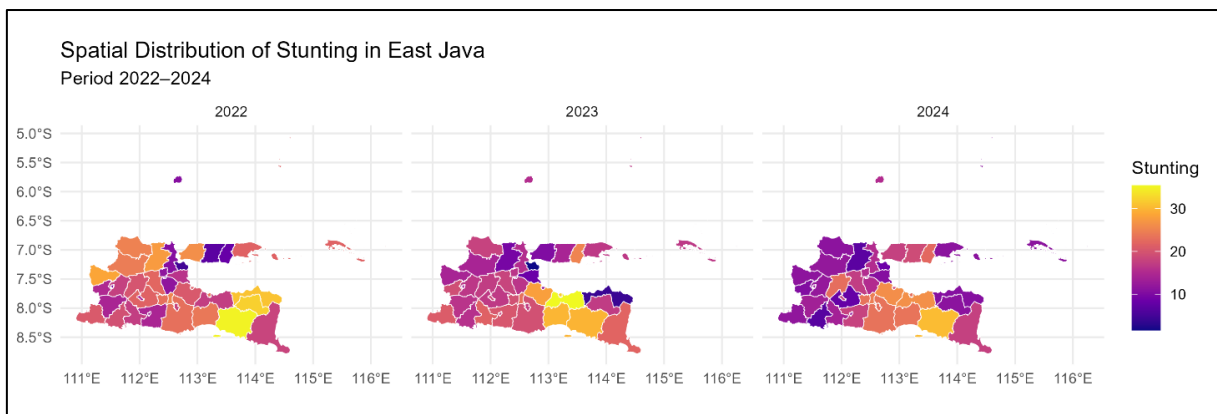 Spatial Distribution of Stunting in East Java
Period 2022–2024
2022 2023 2024
5.0°S
5.5°S
6.0°S
6.5°S
7.0°S
7.5°S
8.0°S
8.5°S
111°E 112°E 113°E 114°E 115°E 116°E 111°E 112°E 113°E 114°E 115°E 116°E 111°E 112°E 113°E 114°E 115°E 116°E
Stunting
30
20
10